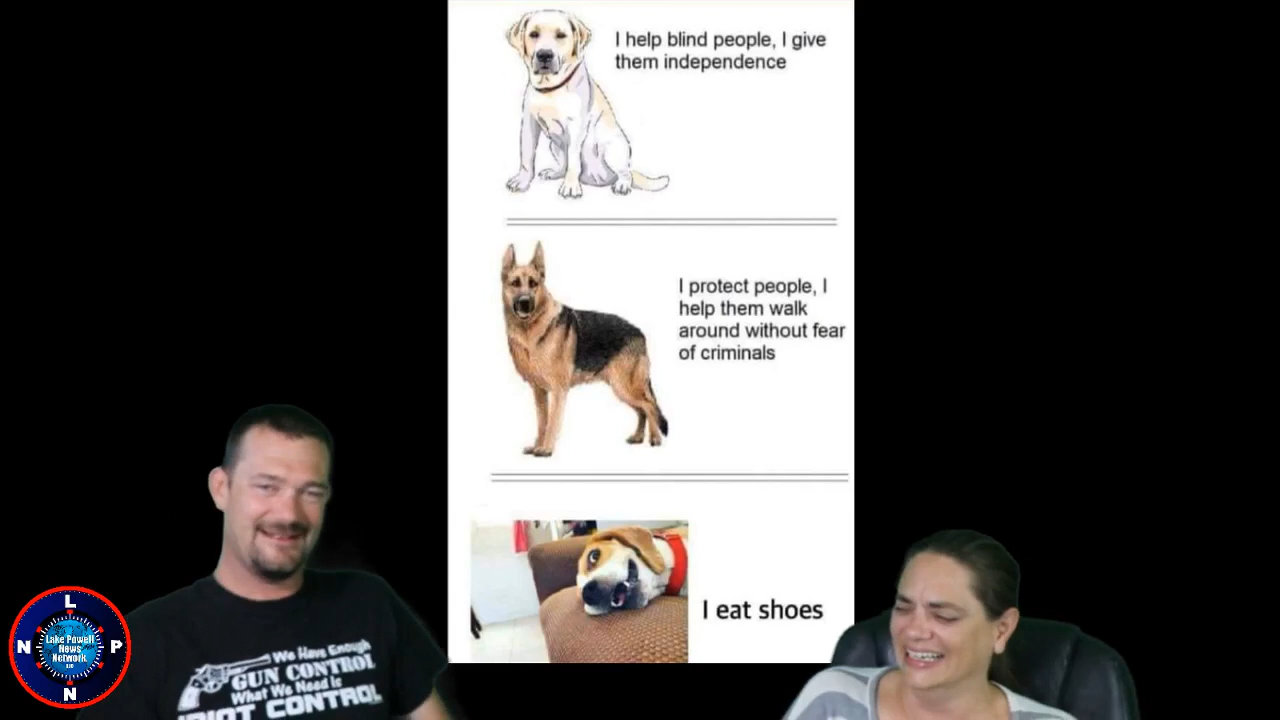 I help blind people, I give
them independence
I protect people, I
help them walk
around without fear
of criminals
I eat shoes
We Have Enough
GUN CONTROL
What We Need Is
IDIOT CONTROL
L
N
P
N
Lake Powell
News
Network